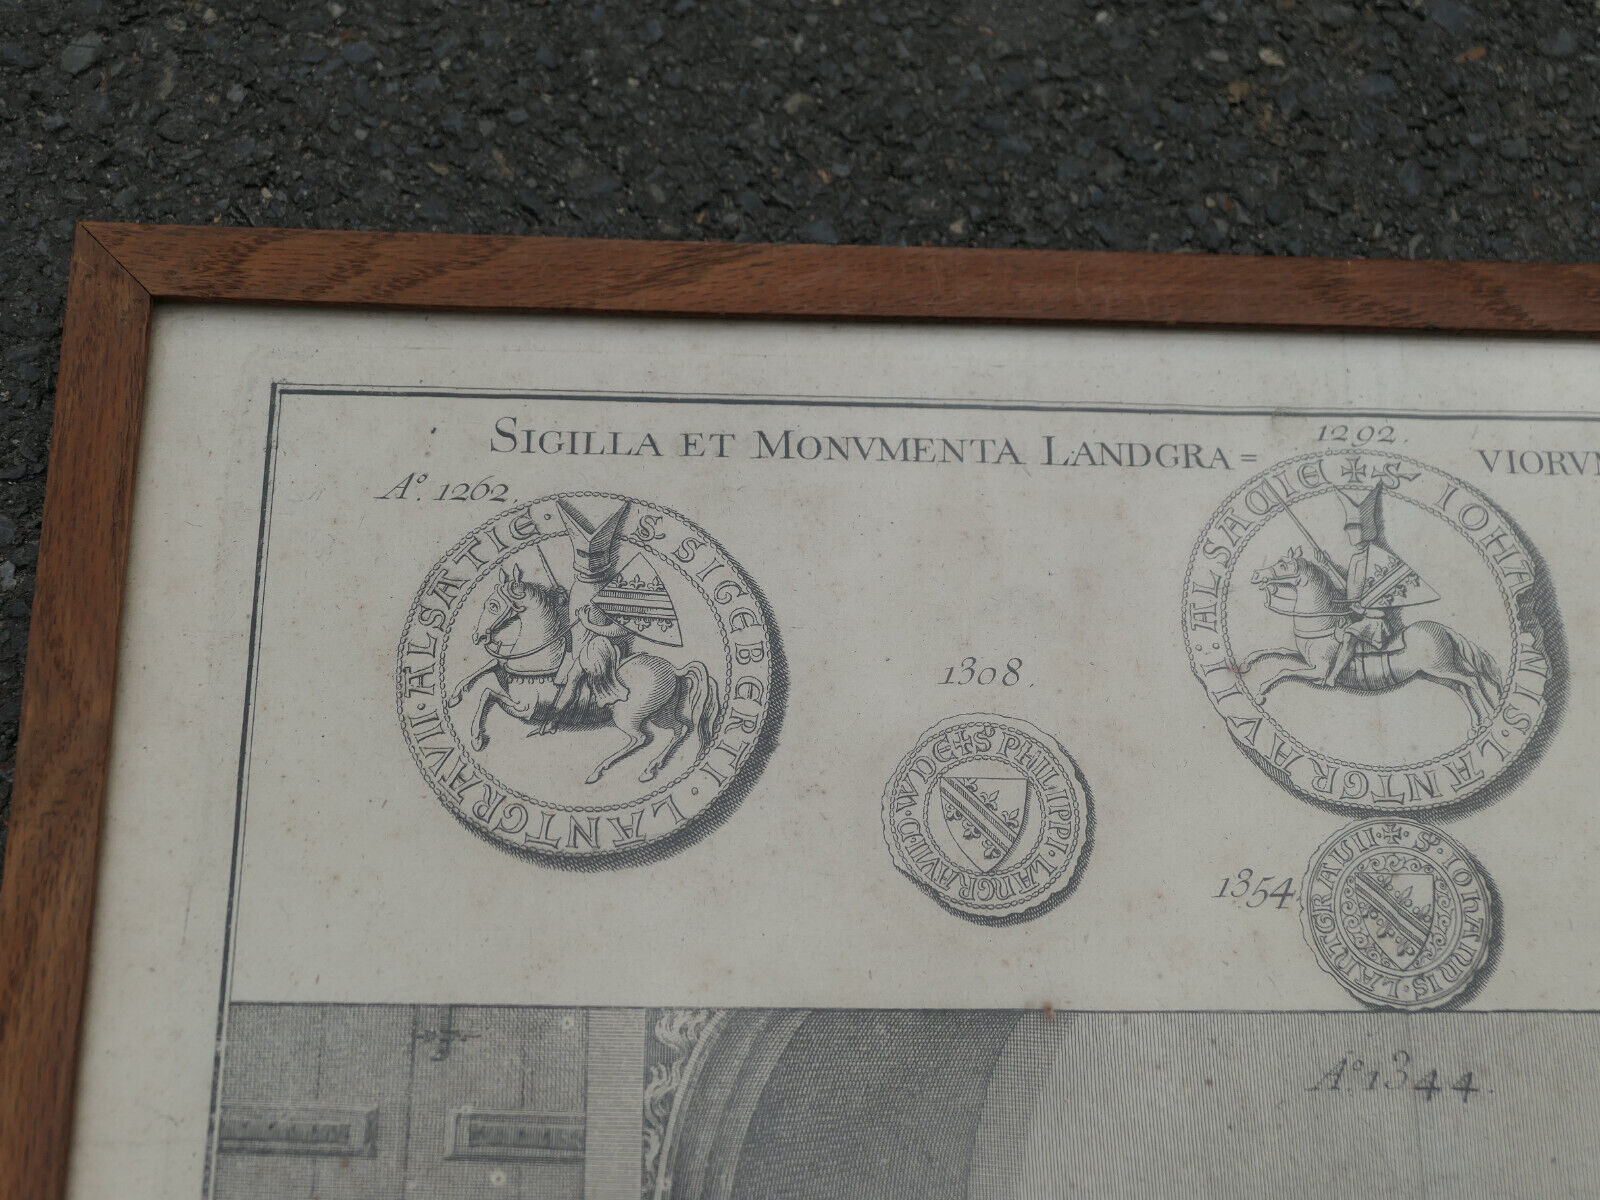 SIGILLA ET MONVMENTA LANDGRA=
1292.
VIORVM
Aº. 1262.
S SIGEBERTI · LANTGRAVII · ALSATIE ·
✠ S IOHANNIS · LANTGRAVII : ALSACIE
1308.
✠ S' PHILIPPI · LANGRAVII · D · W DE
1354.
✠ S · IOHANNIS · LANTGRAVII
Aº. 1344.